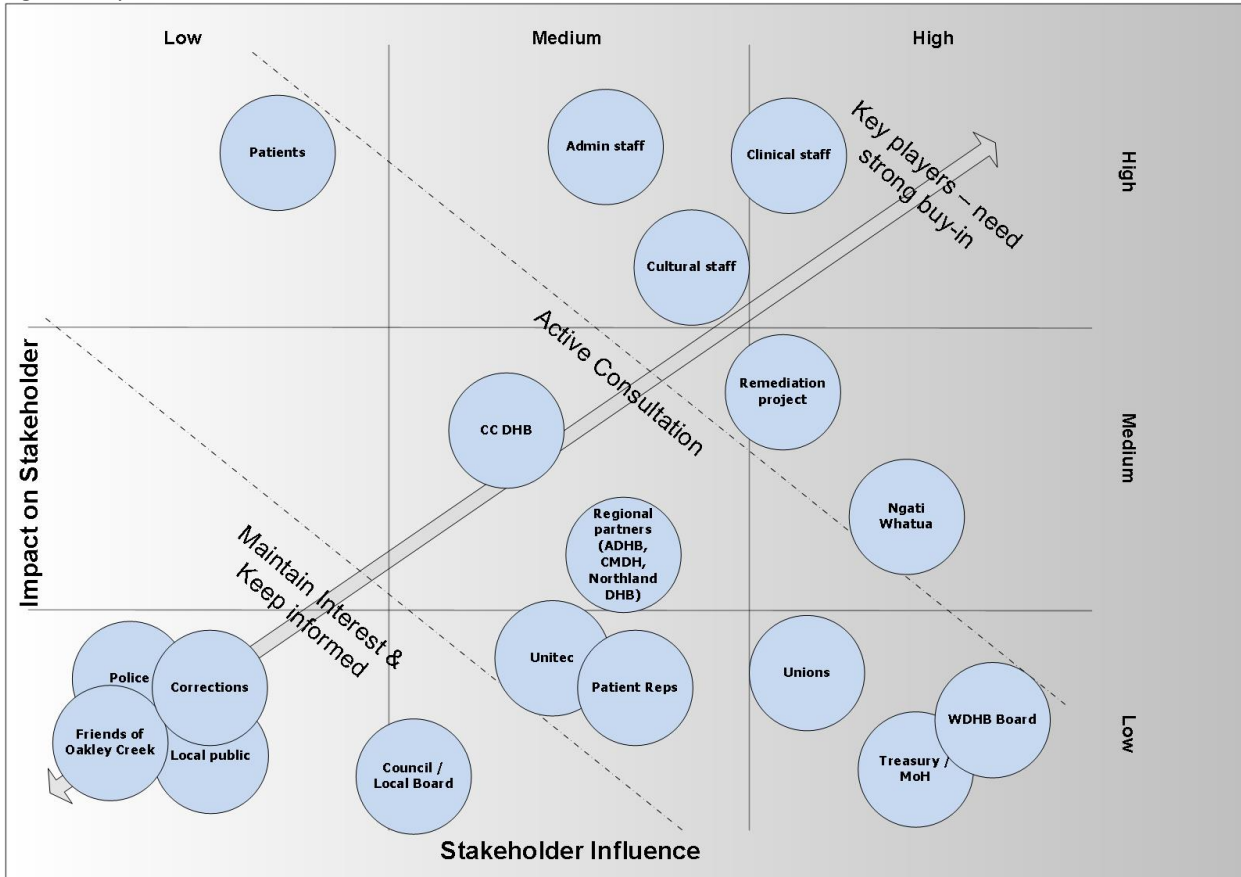 Low
Medium
High
Patients
Admin staff
Clinical staff
Key players – need
strong buy-in
High
Cultural staff
Impact on Stakeholder
Active Consultation
Remediation
project
CC DHB
Medium
Ngati
Whatua
Regional
partners
(ADHB,
CMDH,
Northland
DHB)
Maintain Interest &
Keep informed
Police
Corrections
Friends of
Oakley Creek
Local public
Unitec
Patient Reps
Unions
WDHB Board
Treasury /
MoH
Council /
Local Board
Low
Stakeholder Influence